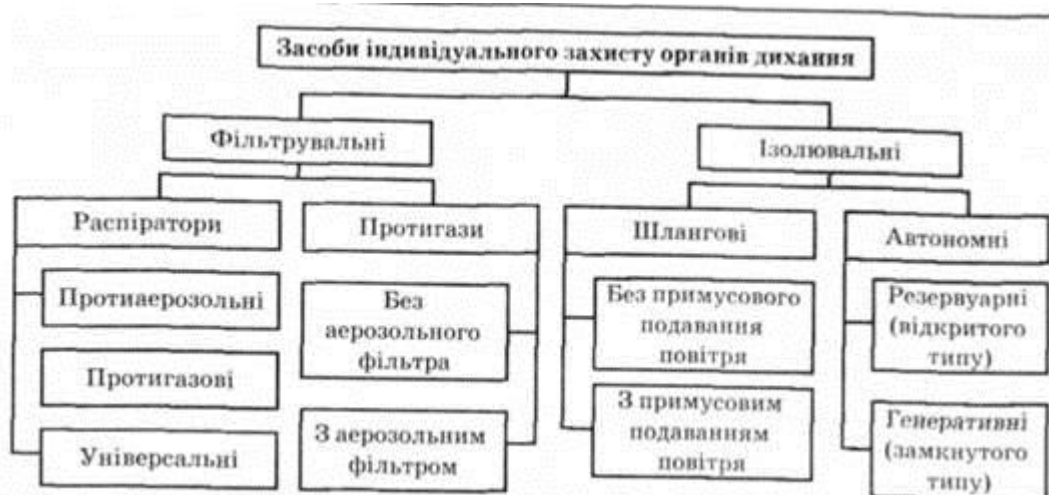 Засоби індивідуального захисту органів дихання
Фільтрувальні
Ізолювальні
Распіратори
Протигази
Шлангові
Автономні
Протиаерозольні
Протигазові
Універсальні
Без
аерозольного
фільтра
З аерозольним
фільтром
Без примусового
подавання
повітря
З примусовим
подаванням
повітря
Резервуарні
(відкритого
типу)
Генеративні
(замкнутого
типу)